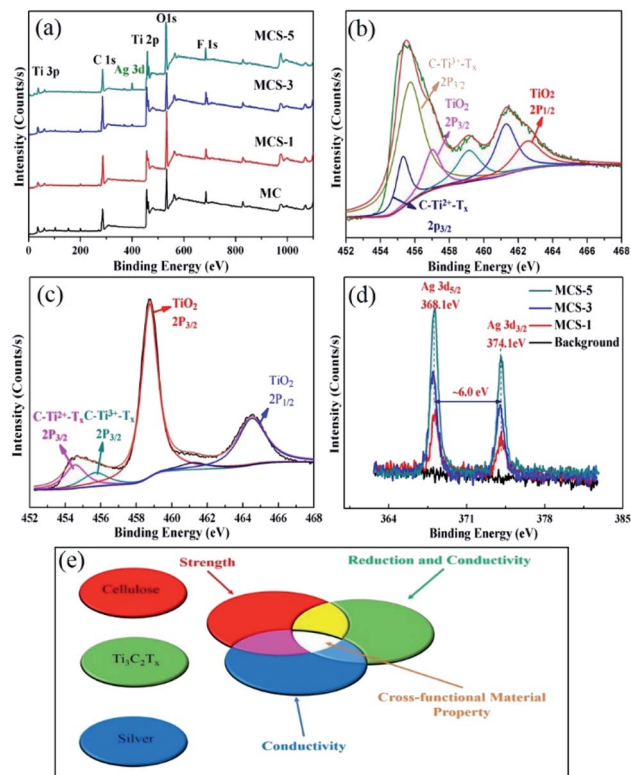 (a)
O1s
MCS-5
Ti 2p
C 1s
F 1s
Ti 3p
Ag 3d
MCS-3
MCS-1
MC
Intensity (Counts/s)
0 200 400 600 800 1000
Binding Energy (eV)
(b)
C-Ti³⁺-Tₓ
2P₃/₂
TiO₂
2P₃/₂
TiO₂
2P₁/₂
C-Ti²⁺-Tₓ
2p₃/₂
Intensity (Counts/s)
452 454 456 458 460 462 464 466 468
Binding Energy (eV)
(c)
TiO₂
2P₃/₂
TiO₂
2P₁/₂
C-Ti²⁺-Tₓ C-Ti³⁺-Tₓ
2P₃/₂ 2P₃/₂
Intensity (Counts/s)
452 454 456 458 460 462 464 466 468
Binding Energy (eV)
(d)
Ag 3d₅/₂
368.1eV
Ag 3d₃/₂
374.1eV
MCS-5
MCS-3
MCS-1
Background
~6.0 eV
Intensity (Counts/s)
364 371 378 385
Binding Energy (eV)
(e)
Strength
Reduction and Conductivity
Cellulose
Ti₃C₂Tₓ
Cross-functional Material
Property
Silver
Conductivity